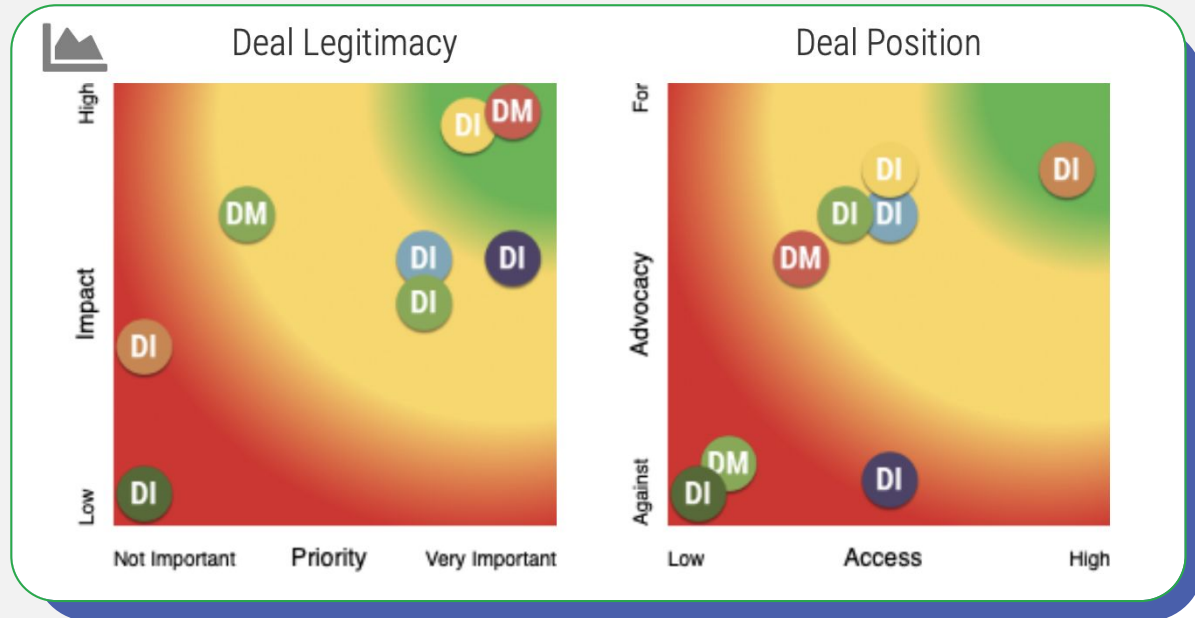 Deal Legitimacy
High
Impact
Low
DI
DM
DM
DI
DI
DI
DI
DI
Not Important
Priority
Very Important
Deal Position
For
Advocacy
Against
DI
DI
DI
DI
DM
DM
DI
DI
Low
Access
High